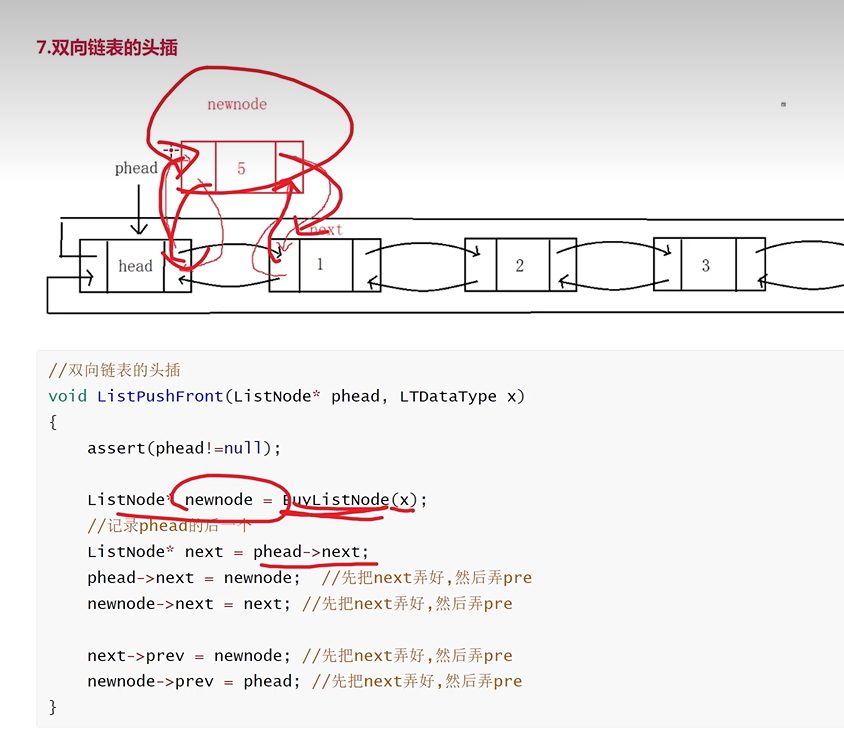 7.双向链表的头插
newnode
phead
5
next
head
1
2
3
//双向链表的头插
void ListPushFront(ListNode* phead, LTDataType x)
{
assert(phead!=null);
ListNode* newnode = BuyListNode(x);
//记录phead的后一个
ListNode* next = phead->next;
phead->next = newnode; //先把next弄好,然后弄pre
newnode->next = next; //先把next弄好,然后弄pre
next->prev = newnode; //先把next弄好,然后弄pre
newnode->prev = phead; //先把next弄好,然后弄pre
}